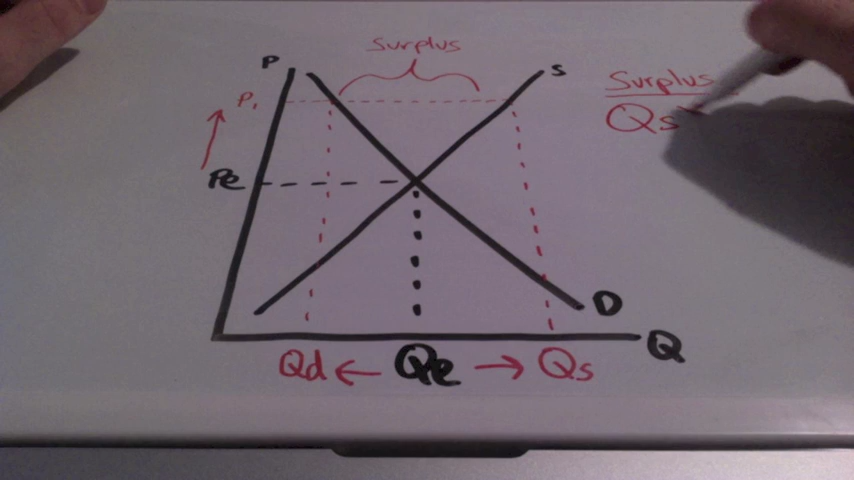 Surplus
P
S
Surplus
P1
Qs
Pe
D
Q
Qd ← Qe → Qs